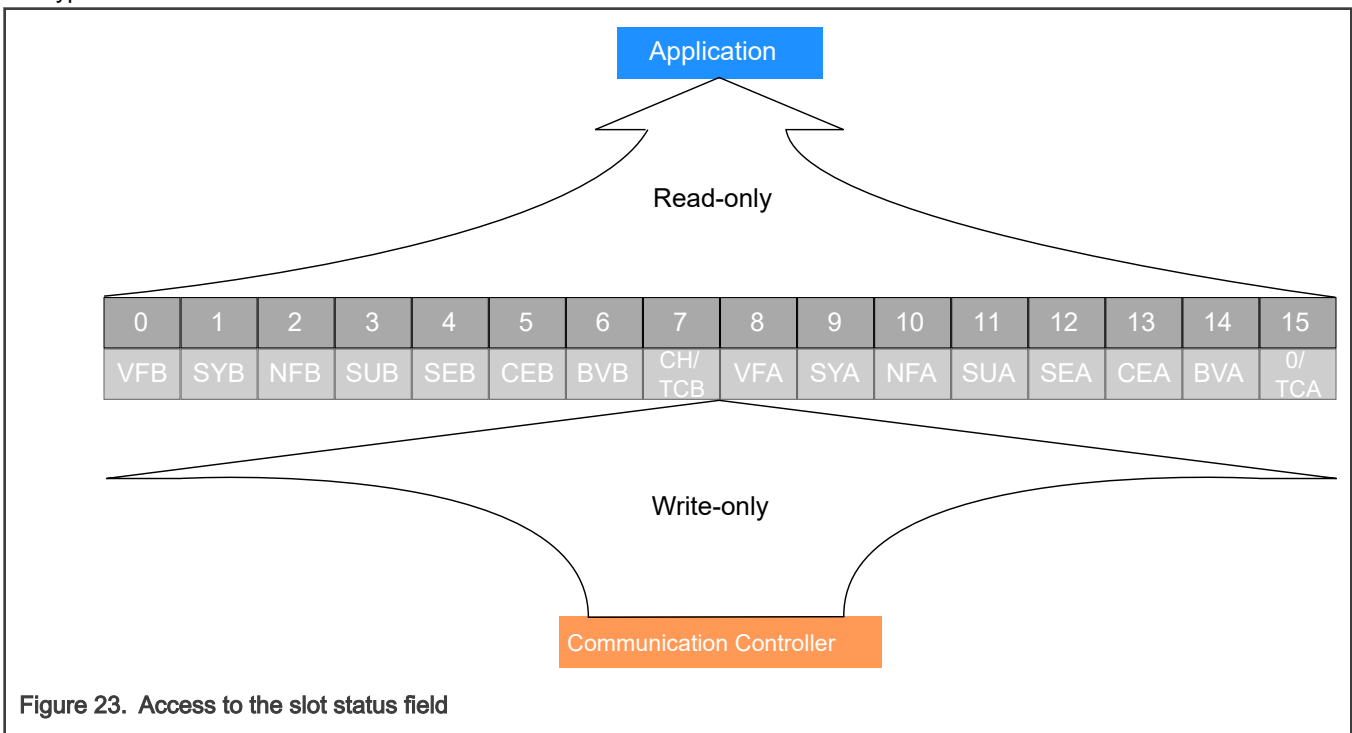 Application
Read-only
0 1 2 3 4 5 6 7 8 9 10 11 12 13 14 15
VFB SYB NFB SUB SEB CEB BVB CH/TCB VFA SYA NFA SUA SEA CEA BVA 0/TCA
Write-only
Communication Controller
Figure 23. Access to the slot status field